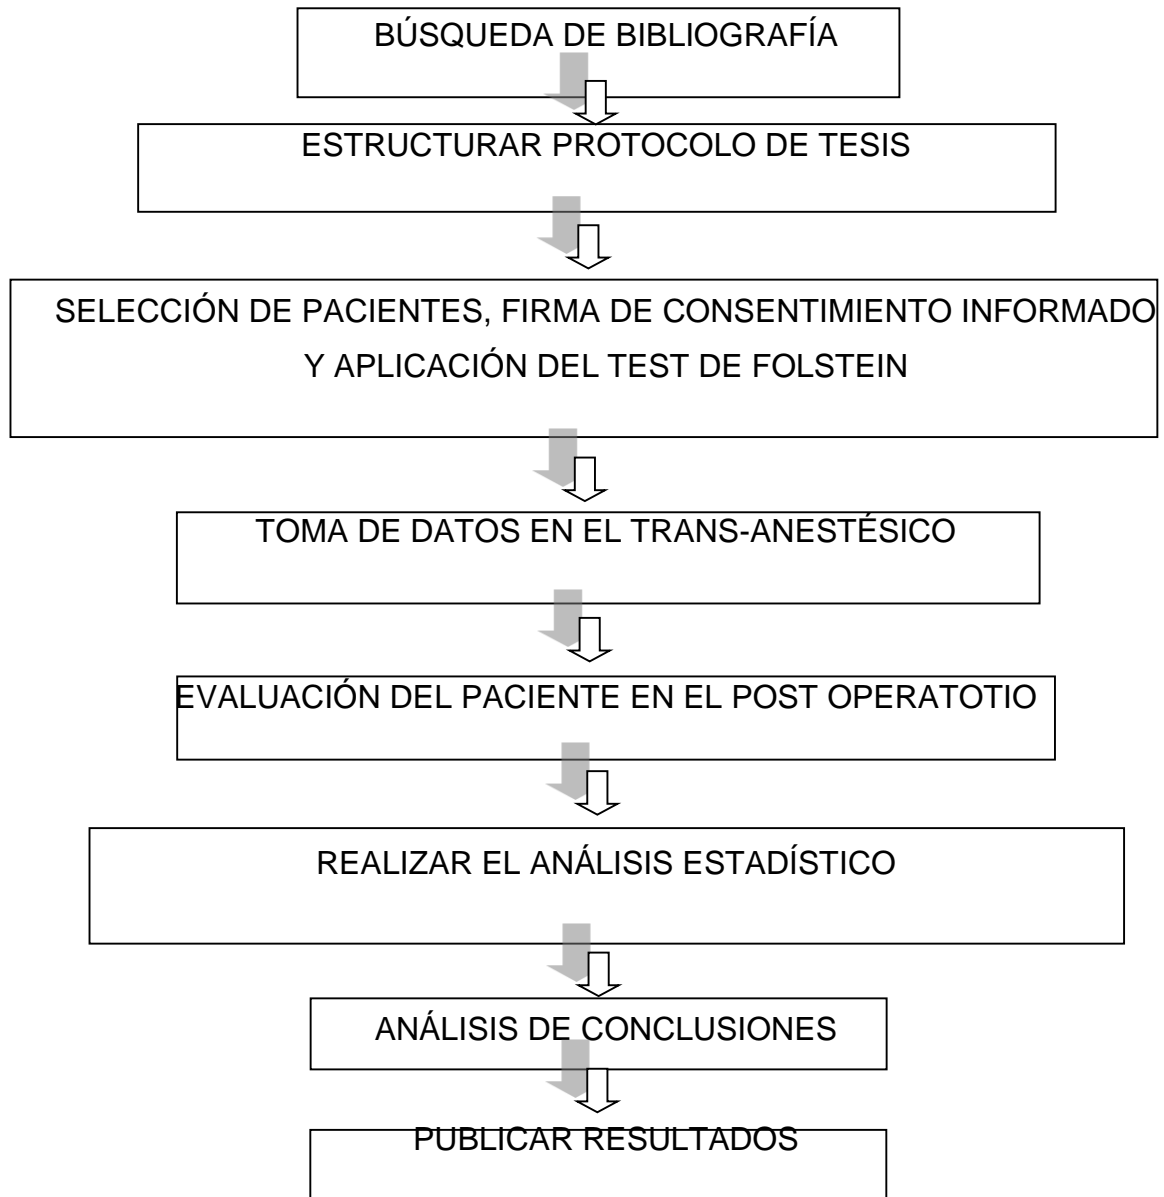 BÚSQUEDA DE BIBLIOGRAFÍA
ESTRUCTURAR PROTOCOLO DE TESIS
SELECCIÓN DE PACIENTES, FIRMA DE CONSENTIMIENTO INFORMADO
Y APLICACIÓN DEL TEST DE FOLSTEIN
TOMA DE DATOS EN EL TRANS-ANESTÉSICO
EVALUACIÓN DEL PACIENTE EN EL POST OPERATOTIO
REALIZAR EL ANÁLISIS ESTADÍSTICO
ANÁLISIS DE CONCLUSIONES
PUBLICAR RESULTADOS